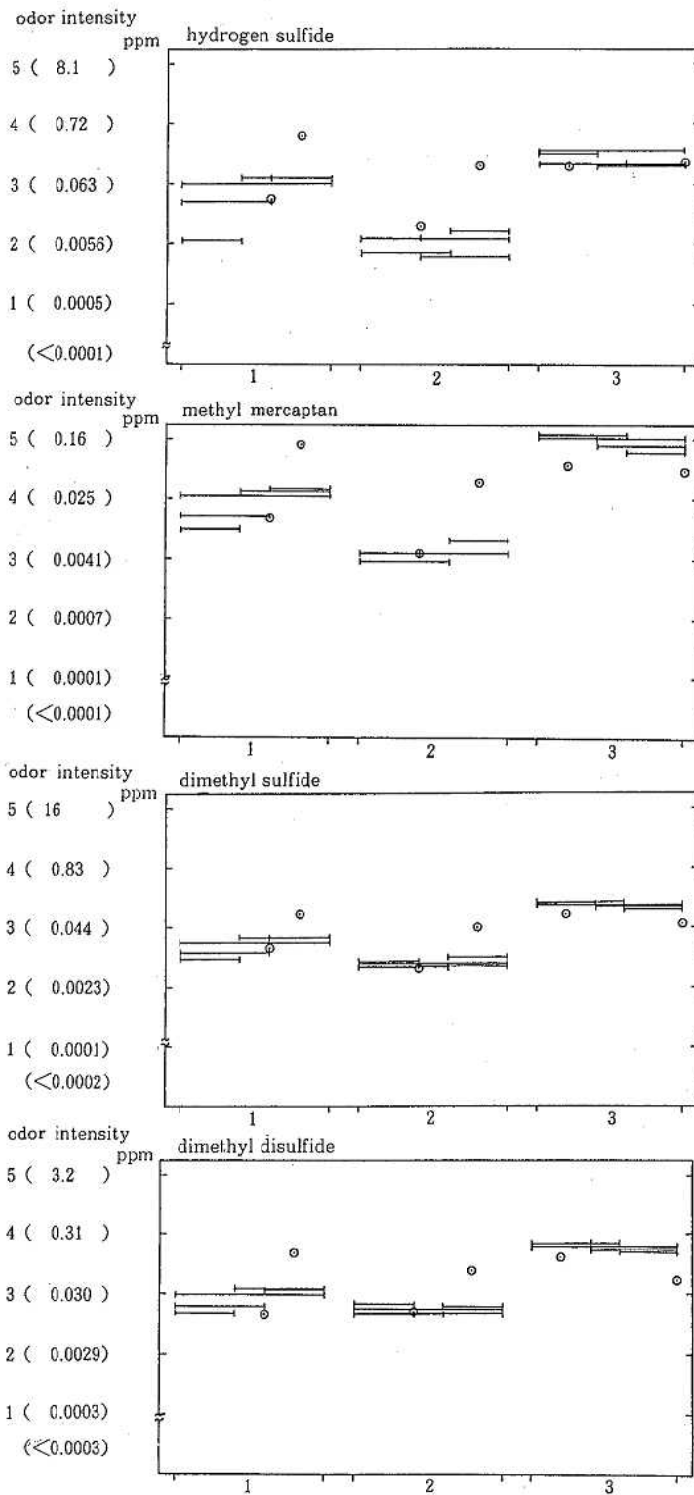 odor intensity
ppm hydrogen sulfide
5 ( 8.1 )
4 ( 0.72 )
3 ( 0.063 )
2 ( 0.0056 )
1 ( 0.0005)
(<0.0001)
1 2 3
odor intensity
ppm methyl mercaptan
5 ( 0.16 )
4 ( 0.025 )
3 ( 0.0041)
2 ( 0.0007)
1 ( 0.0001)
(<0.0001)
1 2 3
odor intensity
ppm dimethyl sulfide
5 ( 16 )
4 ( 0.83 )
3 ( 0.044 )
2 ( 0.0023)
1 ( 0.0001)
(<0.0002)
1 2 3
odor intensity
ppm dimethyl disulfide
5 ( 3.2 )
4 ( 0.31 )
3 ( 0.030 )
2 ( 0.0029)
1 ( 0.0003)
(<0.0003)
1 2 3